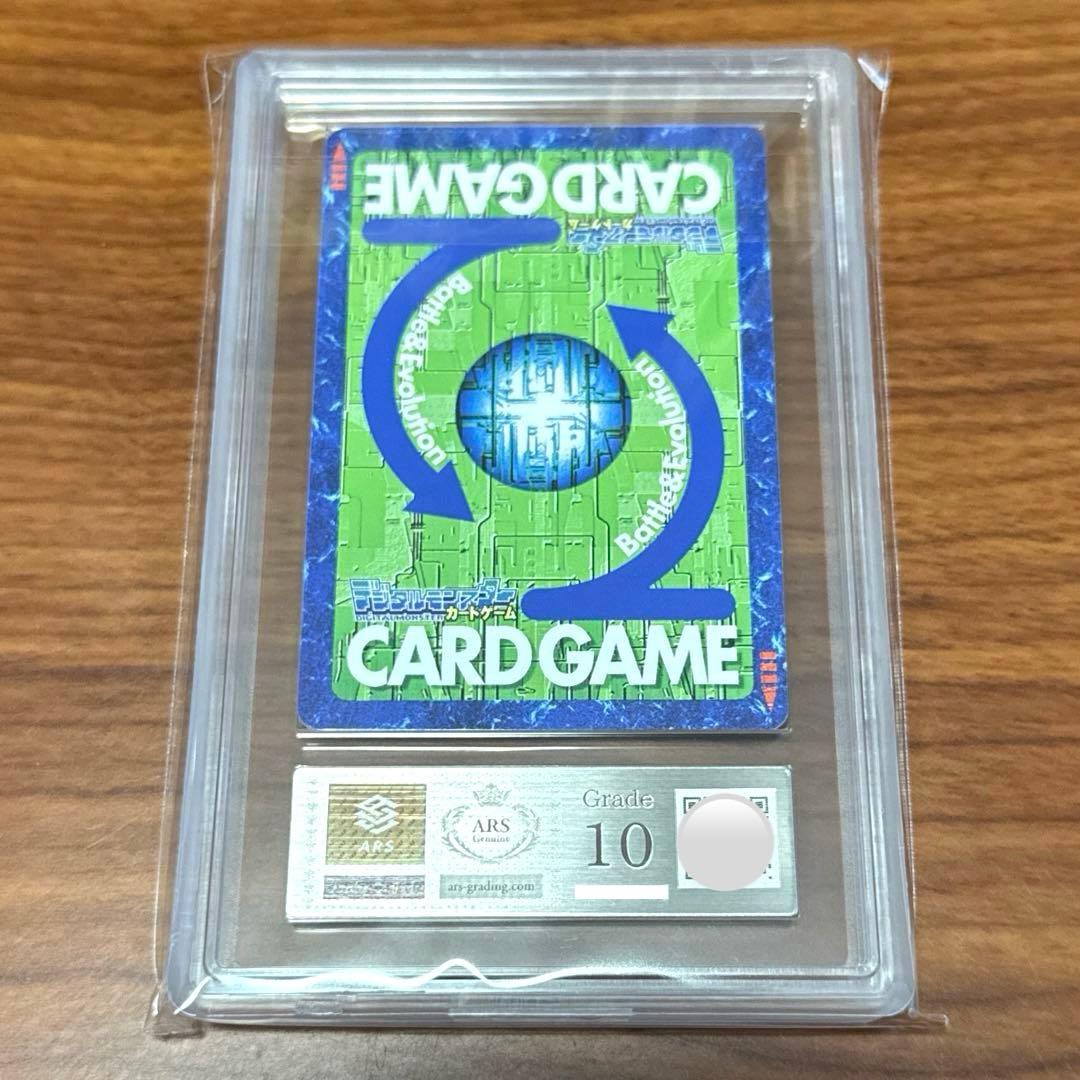 CARD GAME
デジタルモンスター
カードゲーム
Battle&Evolution
Battle&Evolution
デジタルモンスター
DIGITALMONSTER カードゲーム
CARD GAME
ARS
ARS
Genuine
ars-grading.com
Grade
10